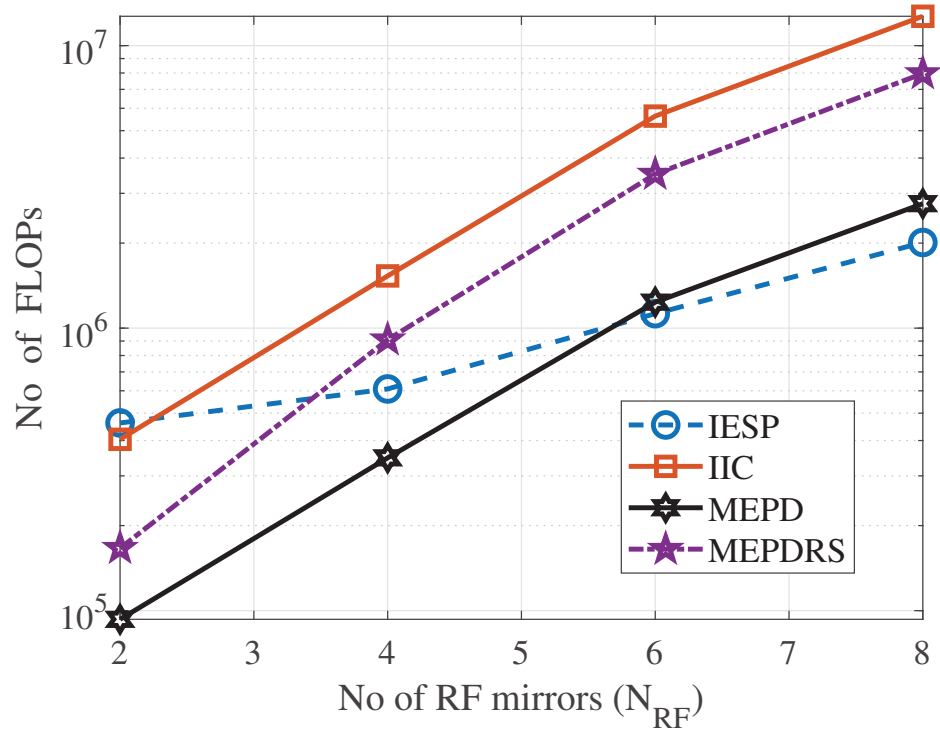 10^7
10^6
10^5
No of FLOPs
2 3 4 5 6 7 8
No of RF mirrors (N_RF)
IESP
IIC
MEPD
MEPDRS